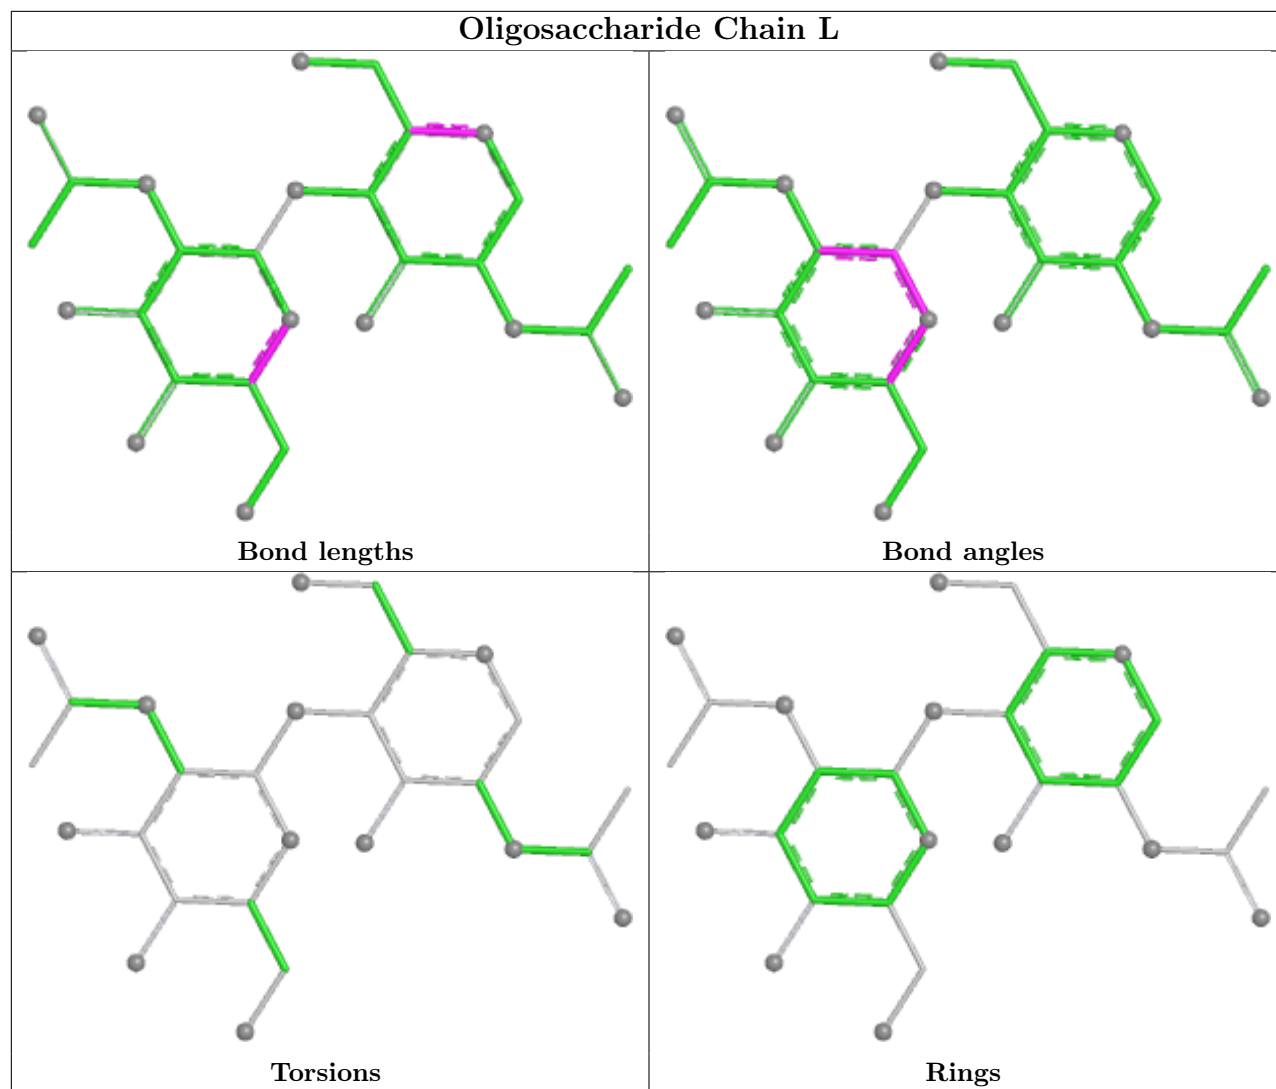 Oligosaccharide Chain L
Bond lengths
Bond angles
Torsions
Rings